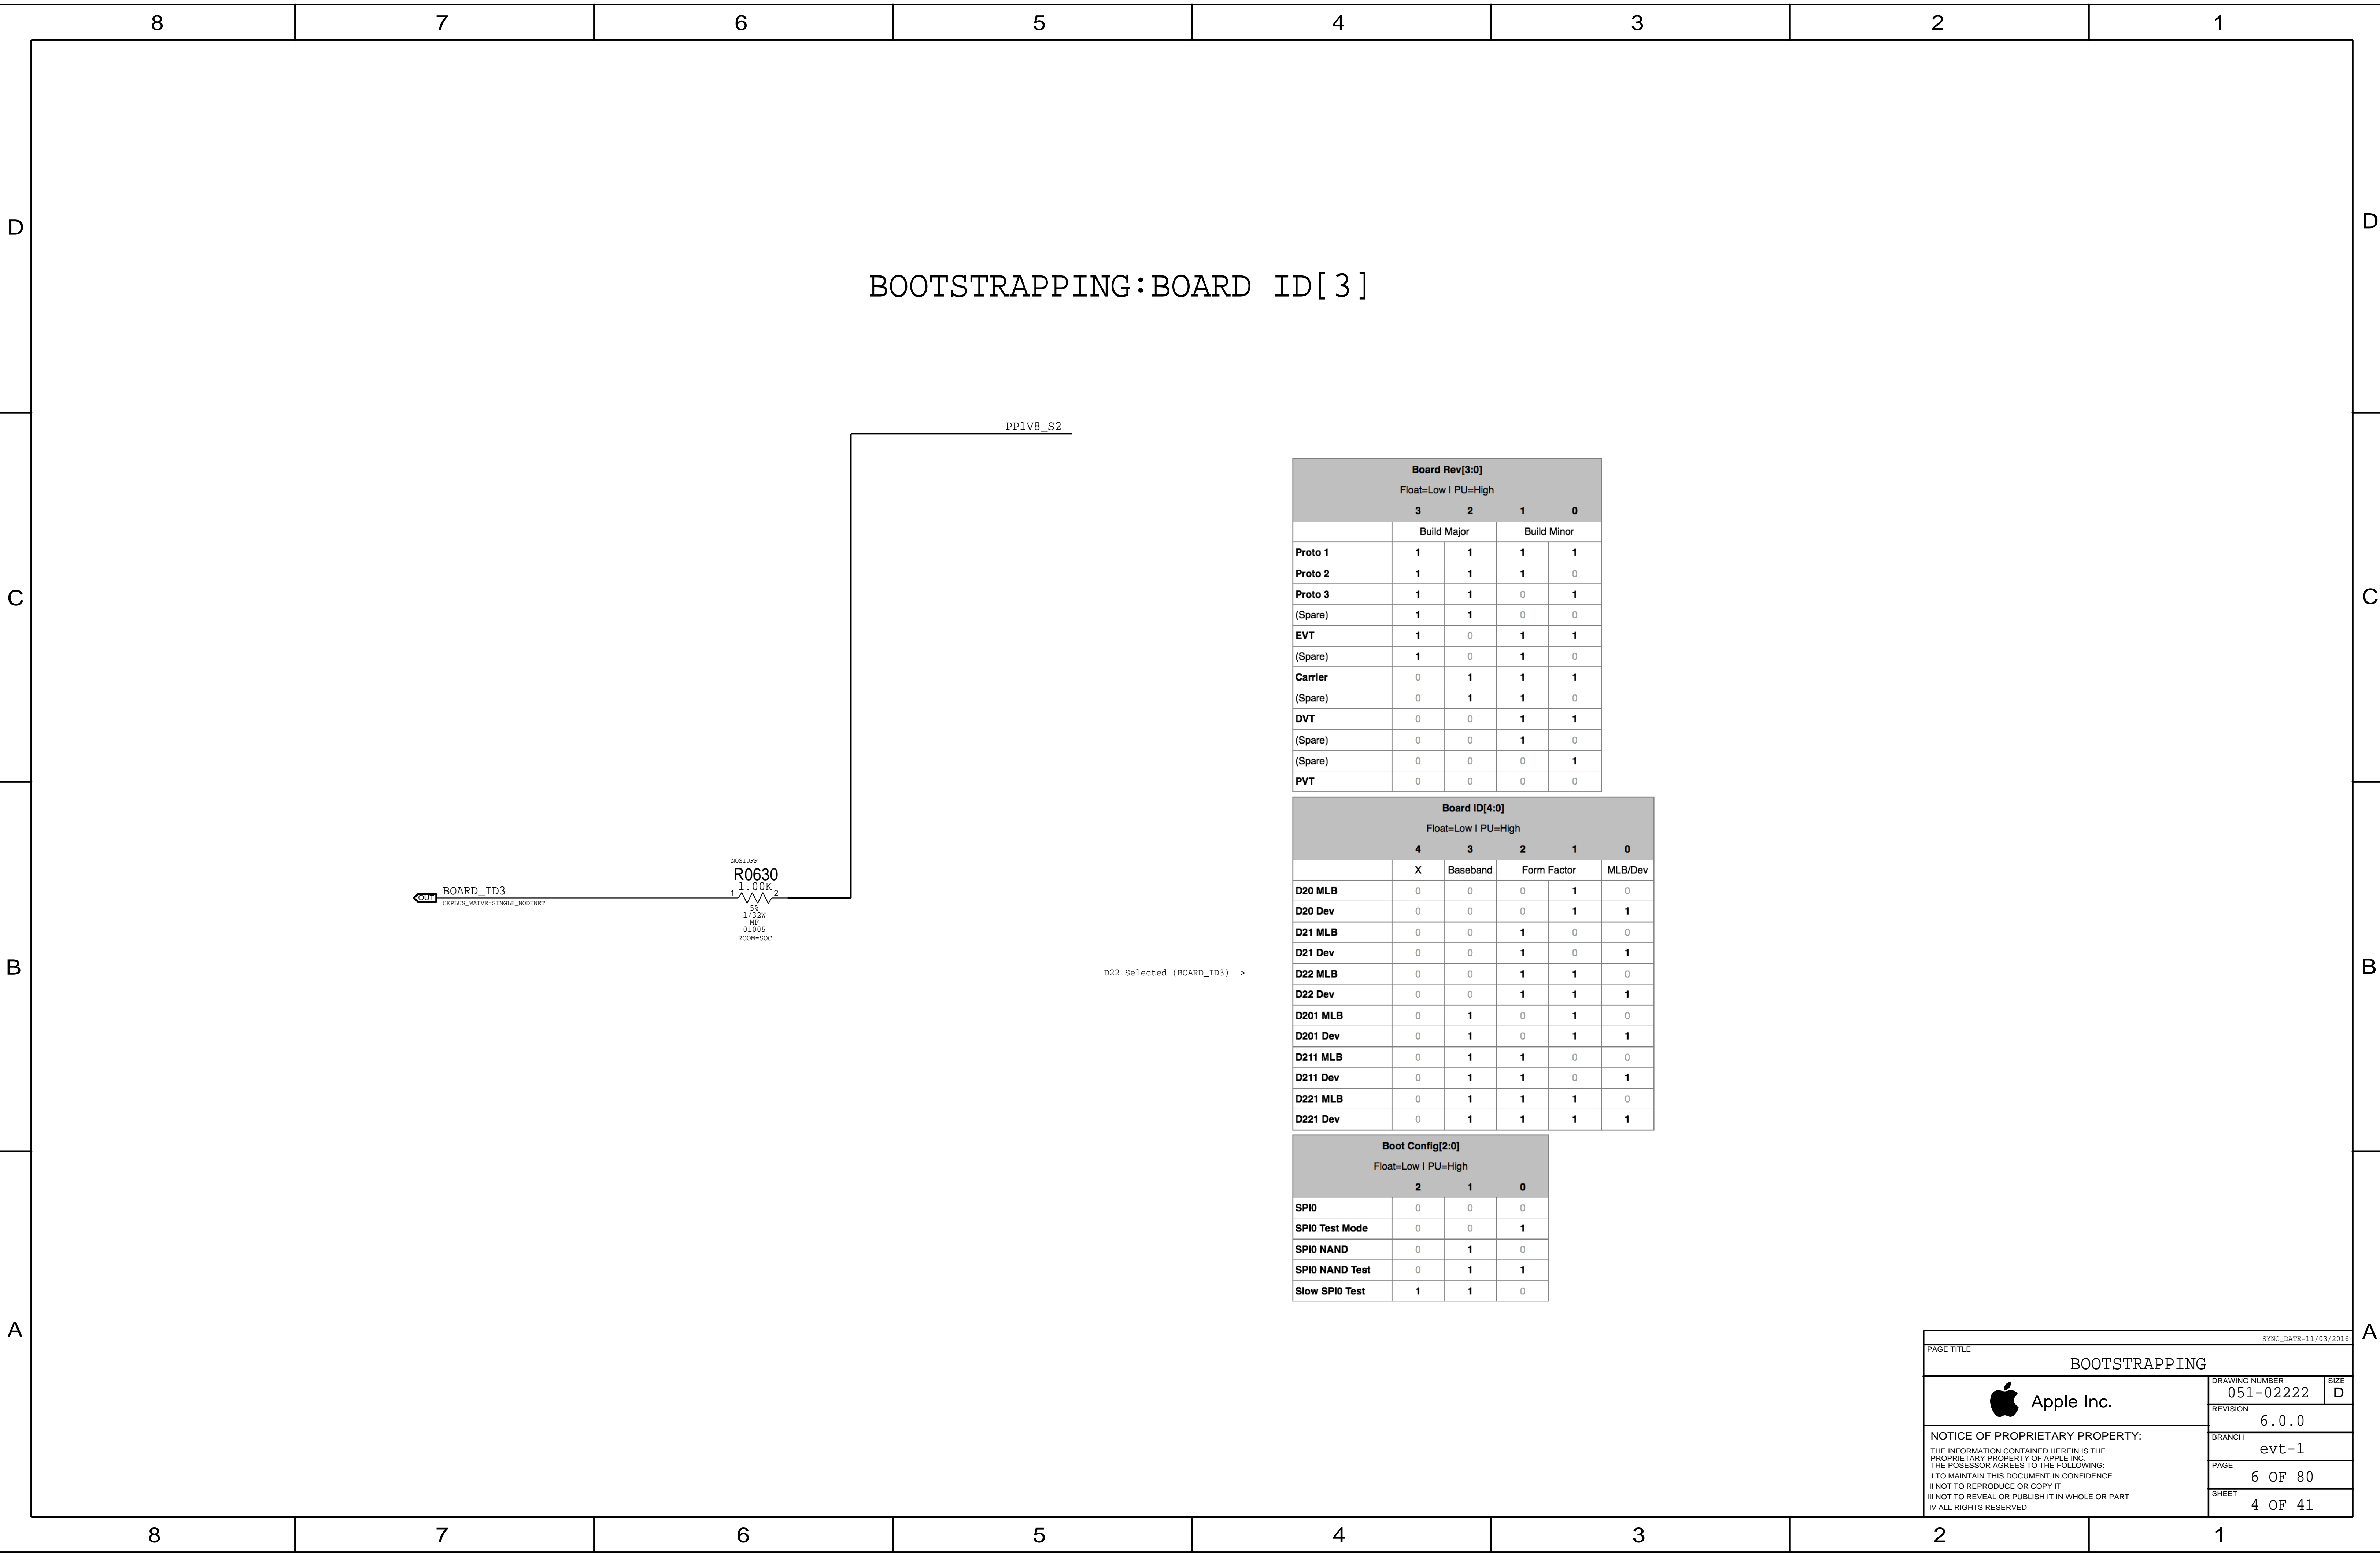 8 7 6 5 4 3 2 1
D D
BOOTSTRAPPING:BOARD ID[3]
PP1V8_S2
C C
Board Rev[3:0]
Float=Low | PU=High
3 2 1 0
Build Major Build Minor
Proto 1 1 1 1 1
Proto 2 1 1 1 0
Proto 3 1 1 0 1
(Spare) 1 1 0 0
EVT 1 0 1 1
(Spare) 1 0 1 0
Carrier 0 1 1 1
(Spare) 0 1 1 0
DVT 0 0 1 1
(Spare) 0 0 1 0
(Spare) 0 0 0 1
PVT 0 0 0 0
NOSTUFF
R0630
1.00K
1 2
5%
1/32W
MF
01005
ROOM=SOC
OUT BOARD_ID3
CKPLUS_WAIVE=SINGLE_NODENET
B B
D22 Selected (BOARD_ID3) ->
Board ID[4:0]
Float=Low | PU=High
4 3 2 1 0
X Baseband Form Factor MLB/Dev
D20 MLB 0 0 0 1 0
D20 Dev 0 0 0 1 1
D21 MLB 0 0 1 0 0
D21 Dev 0 0 1 0 1
D22 MLB 0 0 1 1 0
D22 Dev 0 0 1 1 1
D201 MLB 0 1 0 1 0
D201 Dev 0 1 0 1 1
D211 MLB 0 1 1 0 0
D211 Dev 0 1 1 0 1
D221 MLB 0 1 1 1 0
D221 Dev 0 1 1 1 1
Boot Config[2:0]
Float=Low | PU=High
2 1 0
SPI0 0 0 0
SPI0 Test Mode 0 0 1
SPI0 NAND 0 1 0
SPI0 NAND Test 0 1 1
Slow SPI0 Test 1 1 0
A A
SYNC_DATE=11/03/2016
PAGE TITLE
BOOTSTRAPPING
Apple Inc.
DRAWING NUMBER
051-02222
SIZE
D
REVISION
6.0.0
NOTICE OF PROPRIETARY PROPERTY:
THE INFORMATION CONTAINED HEREIN IS THE
PROPRIETARY PROPERTY OF APPLE INC.
THE POSESSOR AGREES TO THE FOLLOWING:
I TO MAINTAIN THIS DOCUMENT IN CONFIDENCE
II NOT TO REPRODUCE OR COPY IT
III NOT TO REVEAL OR PUBLISH IT IN WHOLE OR PART
IV ALL RIGHTS RESERVED
BRANCH
evt-1
PAGE
6 OF 80
SHEET
4 OF 41
8 7 6 5 4 3 2 1